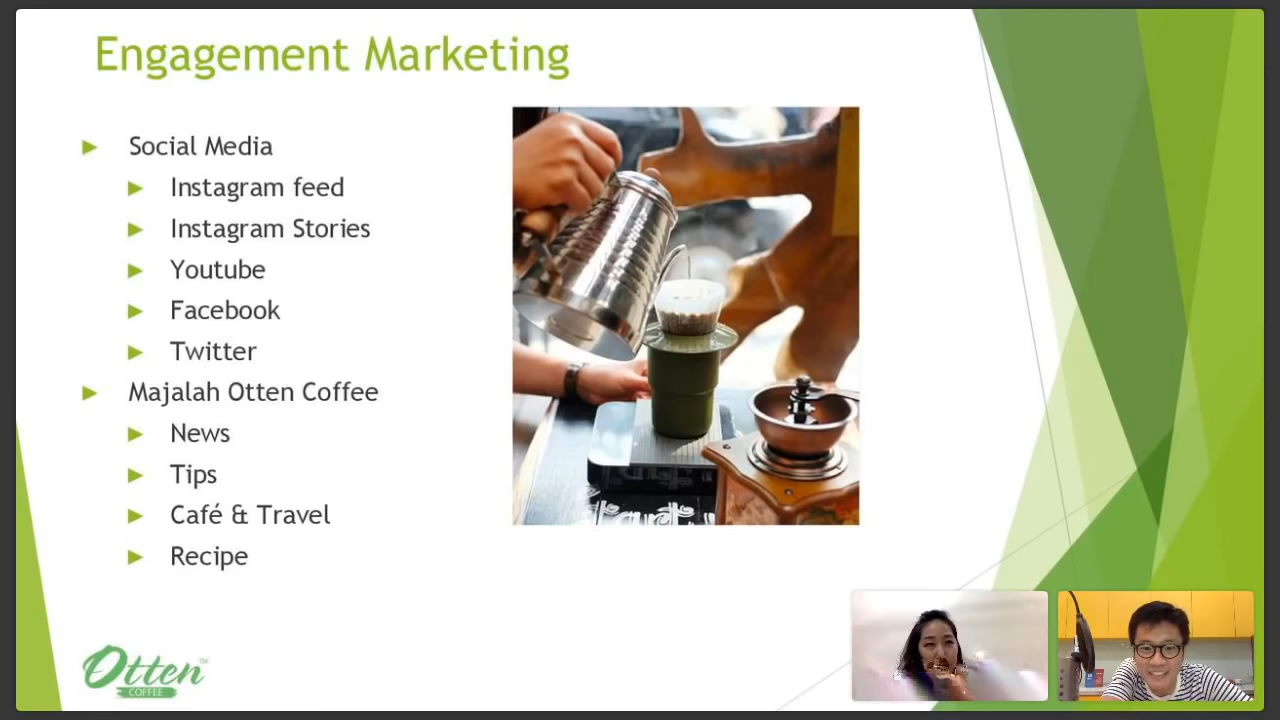 Engagement Marketing
Social Media
Instagram feed
Instagram Stories
Youtube
Facebook
Twitter
Majalah Otten Coffee
News
Tips
Café & Travel
Recipe
Otten™
COFFEE